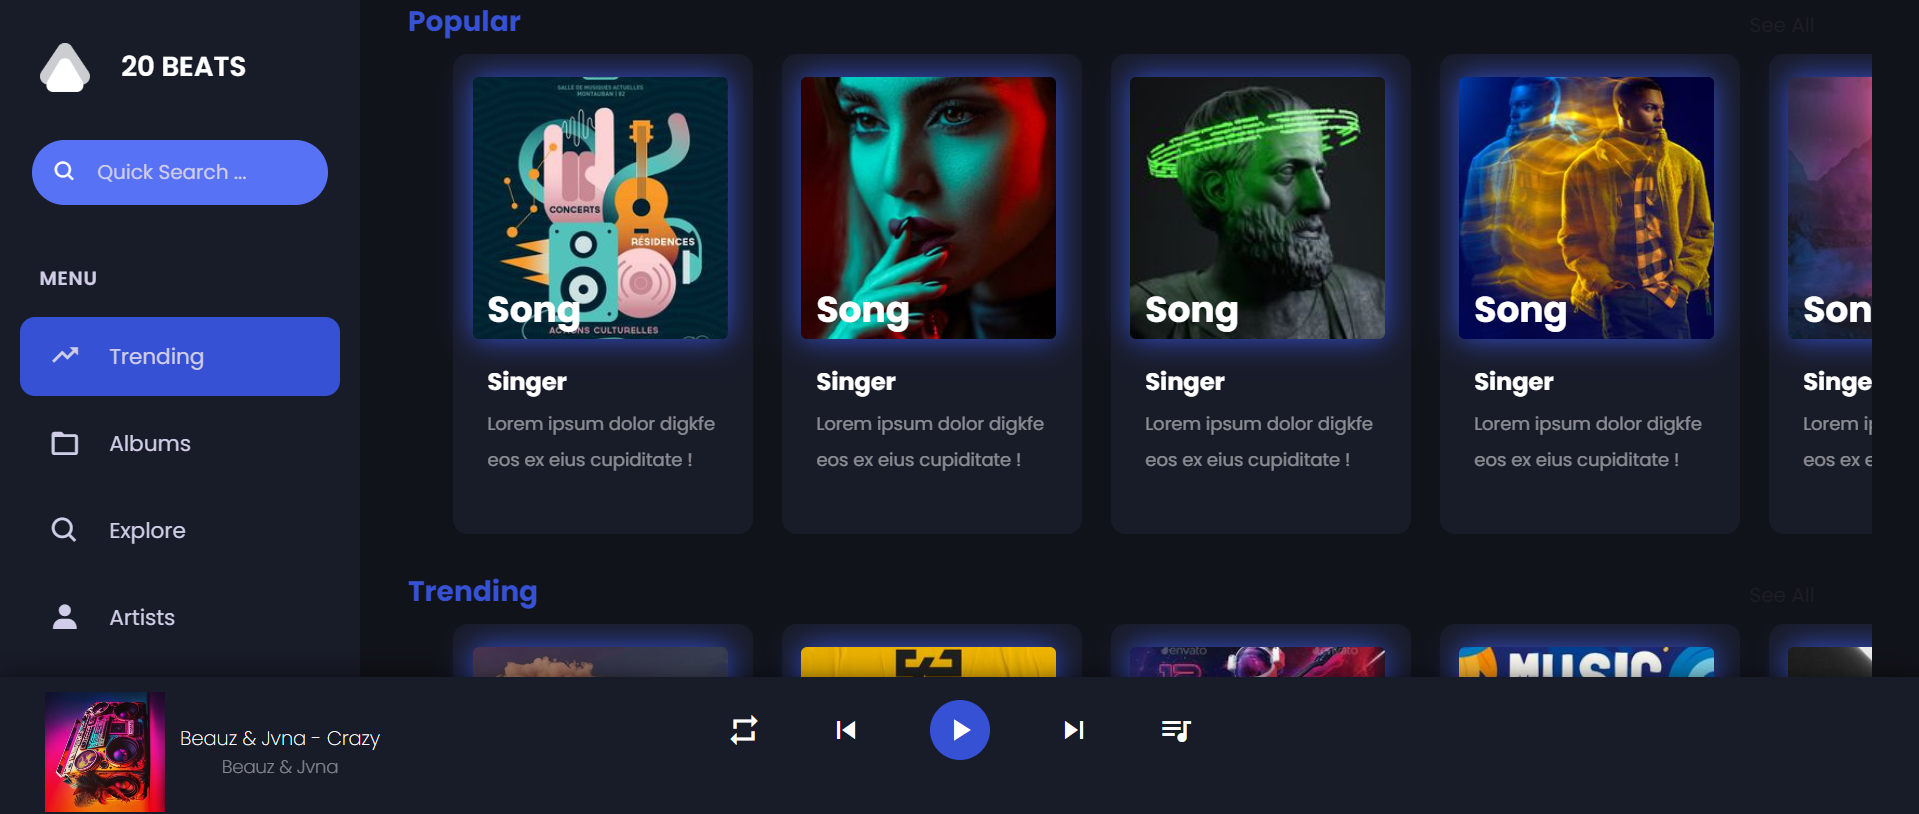 20 BEATS
Quick Search ...
MENU
Trending
Albums
Explore
Artists
Popular
See All
SALLE DE MUSIQUES ACTUELLES
MONTAUBAN | 82
CONCERTS
RÉSIDENCES
ACTIONS CULTURELLES
Song
Song
Song
Song
Son
Singer
Lorem ipsum dolor digkfe
eos ex eius cupiditate !
Singer
Lorem ipsum dolor digkfe
eos ex eius cupiditate !
Singer
Lorem ipsum dolor digkfe
eos ex eius cupiditate !
Singer
Lorem ipsum dolor digkfe
eos ex eius cupiditate !
Singe
Lorem i
eos ex e
Trending
See All
envato
envato
MUSIC
Beauz & Jvna - Crazy
Beauz & Jvna